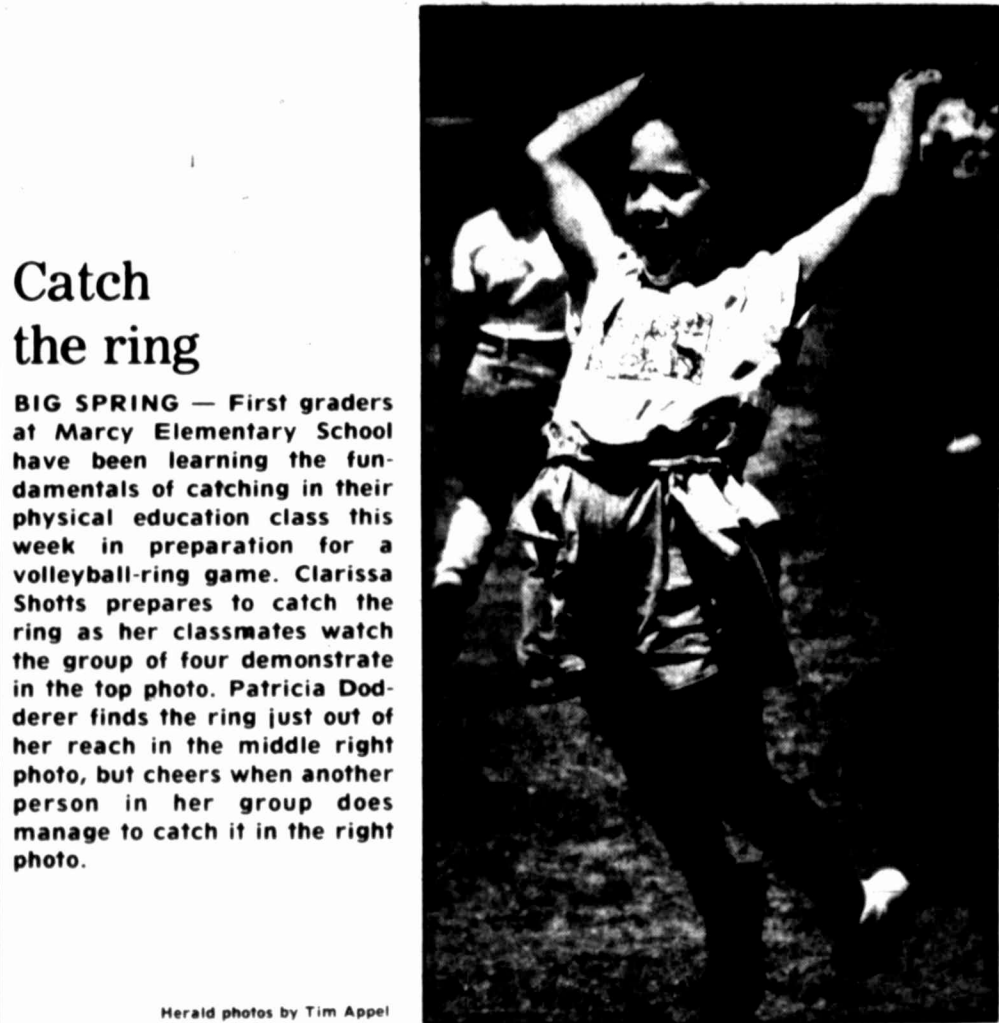 Catch
the ring
BIG SPRING — First graders
at Marcy Elementary School
have been learning the fun-
damentals of catching in their
physical education class this
week in preparation for a
volleyball-ring game. Clarissa
Shotts prepares to catch the
ring as her classmates watch
the group of four demonstrate
in the top photo. Patricia Dod-
derer finds the ring just out of
her reach in the middle right
photo, but cheers when another
person in her group does
manage to catch it in the right
photo.
Herald photos by Tim Appel